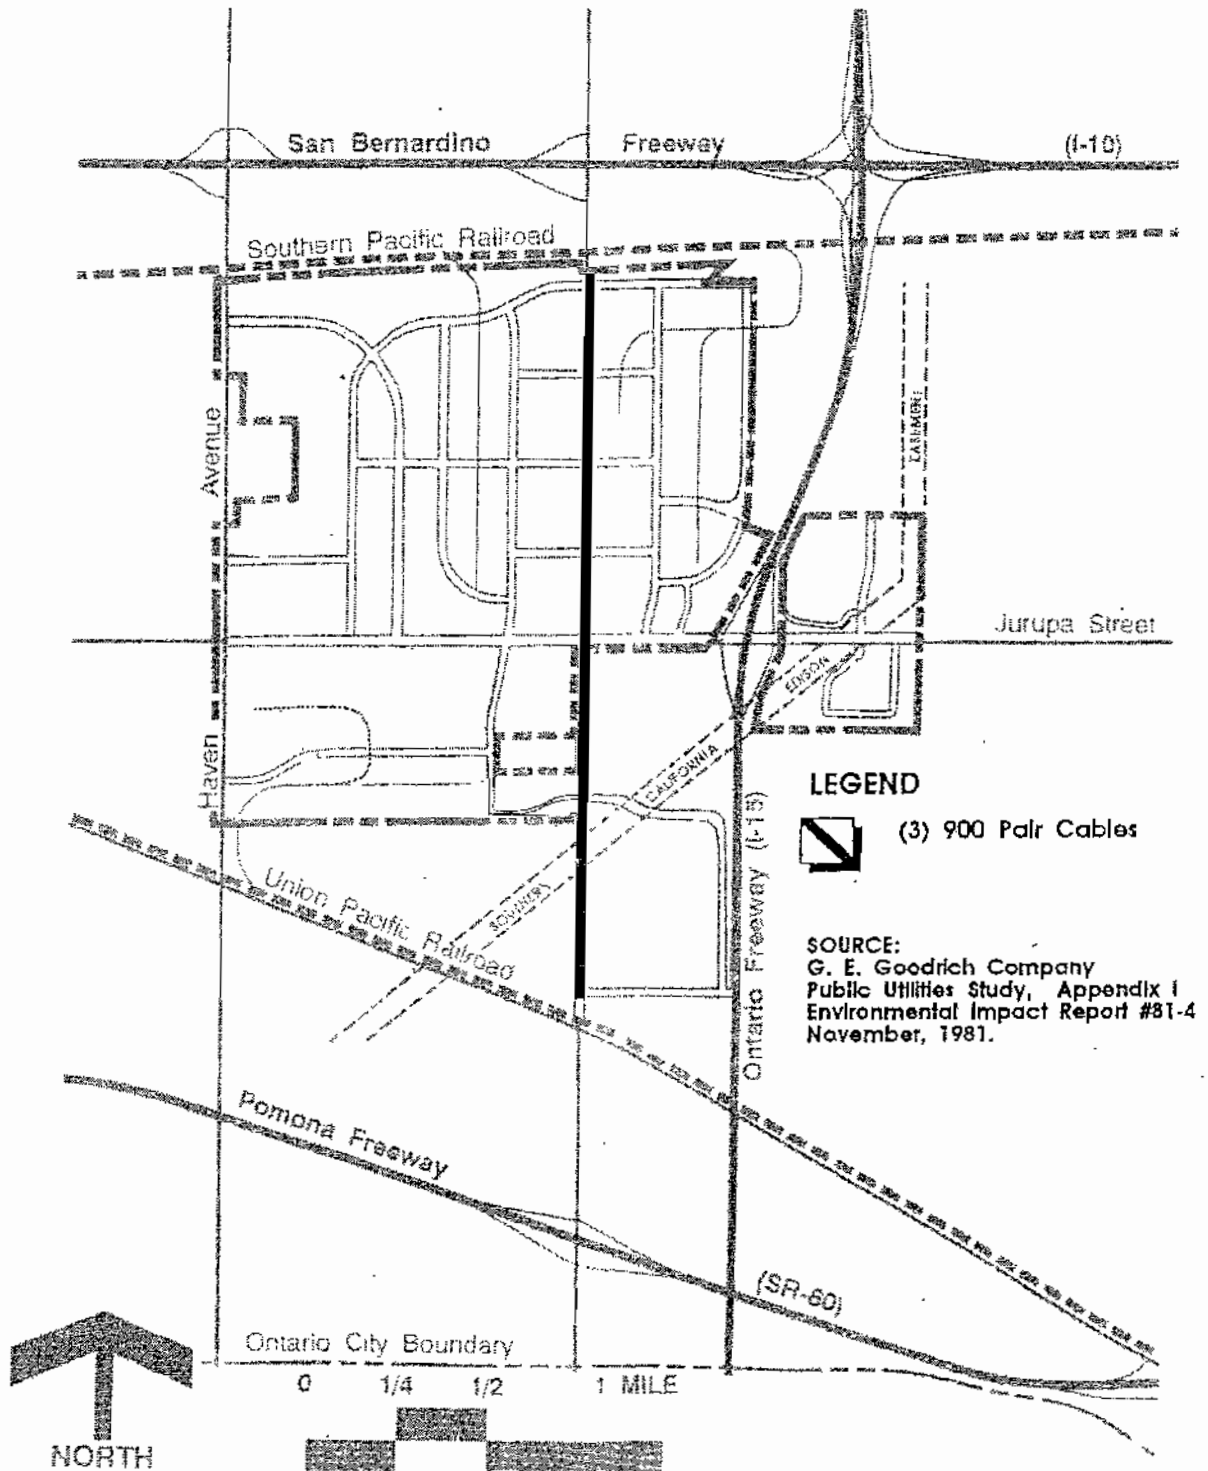 San Bernardino Freeway (I-10)
Southern Pacific Railroad
Haven Avenue
EASEMENT
Jurupa Street
SOUTHERN CALIFORNIA EDISON
LEGEND
(3) 900 Pair Cables
Union Pacific Railroad
Ontario Freeway (I-15)
SOURCE:
G. E. Goodrich Company
Public Utilities Study, Appendix I
Environmental Impact Report #81-4
November, 1981.
Pomona Freeway (SR-60)
Ontario City Boundary
0 1/4 1/2 1 MILE
NORTH